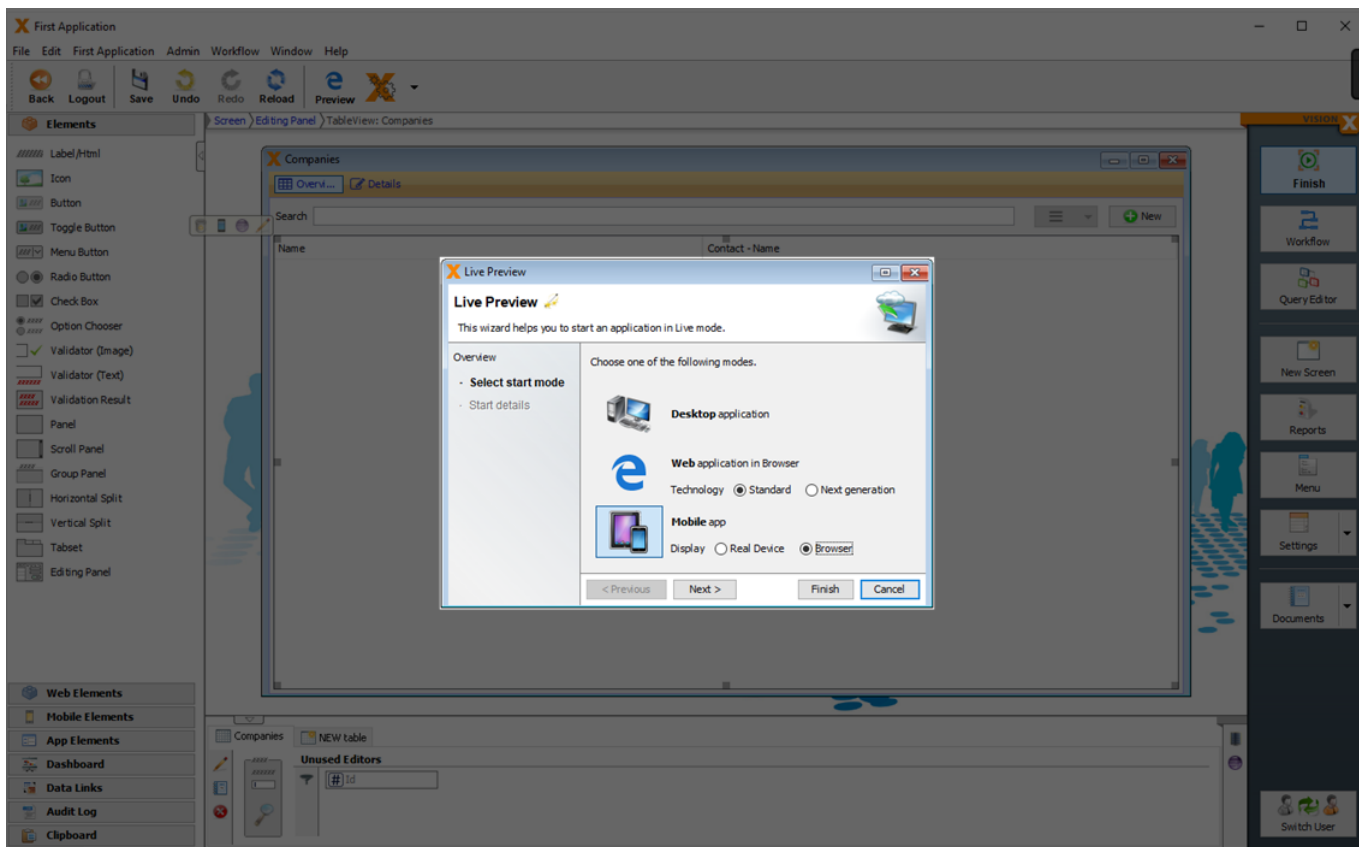 First Application
File Edit First Application Admin Workflow Window Help
Back Logout Save Undo Redo Reload Preview
Elements
Screen Editing Panel TableView: Companies
VISION X
Label/Html
Icon
Button
Toggle Button
Menu Button
Radio Button
Check Box
Option Chooser
Validator (Image)
Validator (Text)
Validation Result
Panel
Scroll Panel
Group Panel
Horizontal Split
Vertical Split
Tabset
Editing Panel
Web Elements
Mobile Elements
App Elements
Dashboard
Data Links
Audit Log
Clipboard
Companies
Overvi... Details
Search New
Name Contact - Name
Live Preview
Live Preview
This wizard helps you to start an application in Live mode.
Overview
· Select start mode
· Start details
Choose one of the following modes.
Desktop application
Web application in Browser
Technology Standard Next generation
Mobile app
Display Real Device Browser
< Previous Next > Finish Cancel
Companies NEW table
Unused Editors
# Id
Finish
Workflow
Query Editor
New Screen
Reports
Menu
Settings
Documents
Switch User